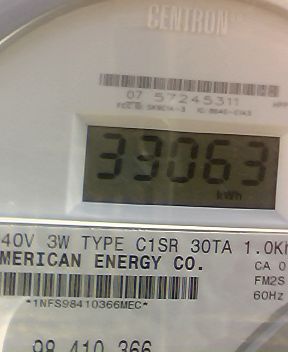 CENTRON
07 57245311
33063
kWh
40V 3W TYPE C1SR 30TA 1.0K
MERICAN ENERGY CO.
CA 0
FM2S
60Hz
*1NFS98410366MEC*
98 410 366